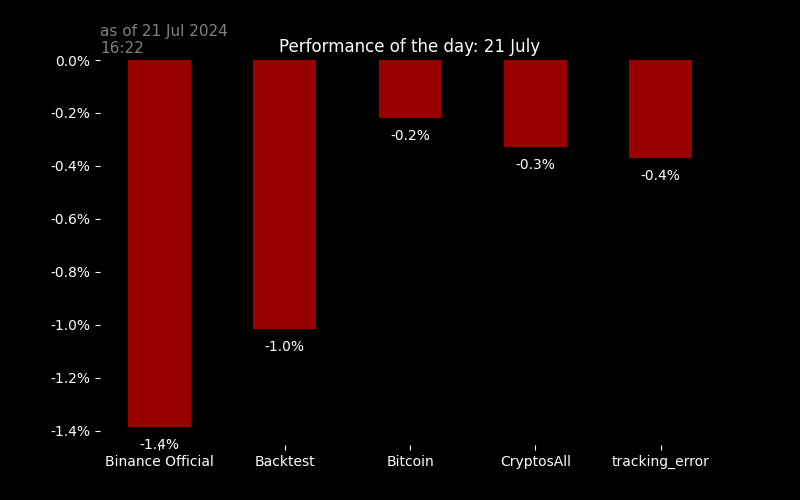 as of 21 Jul 2024
16:22
Performance of the day: 21 July
0.0%
-0.2%
-0.4%
-0.6%
-0.8%
-1.0%
-1.2%
-1.4%
-1.4%
-1.0%
-0.2%
-0.3%
-0.4%
Binance Official
Backtest
Bitcoin
CryptosAll
tracking_error